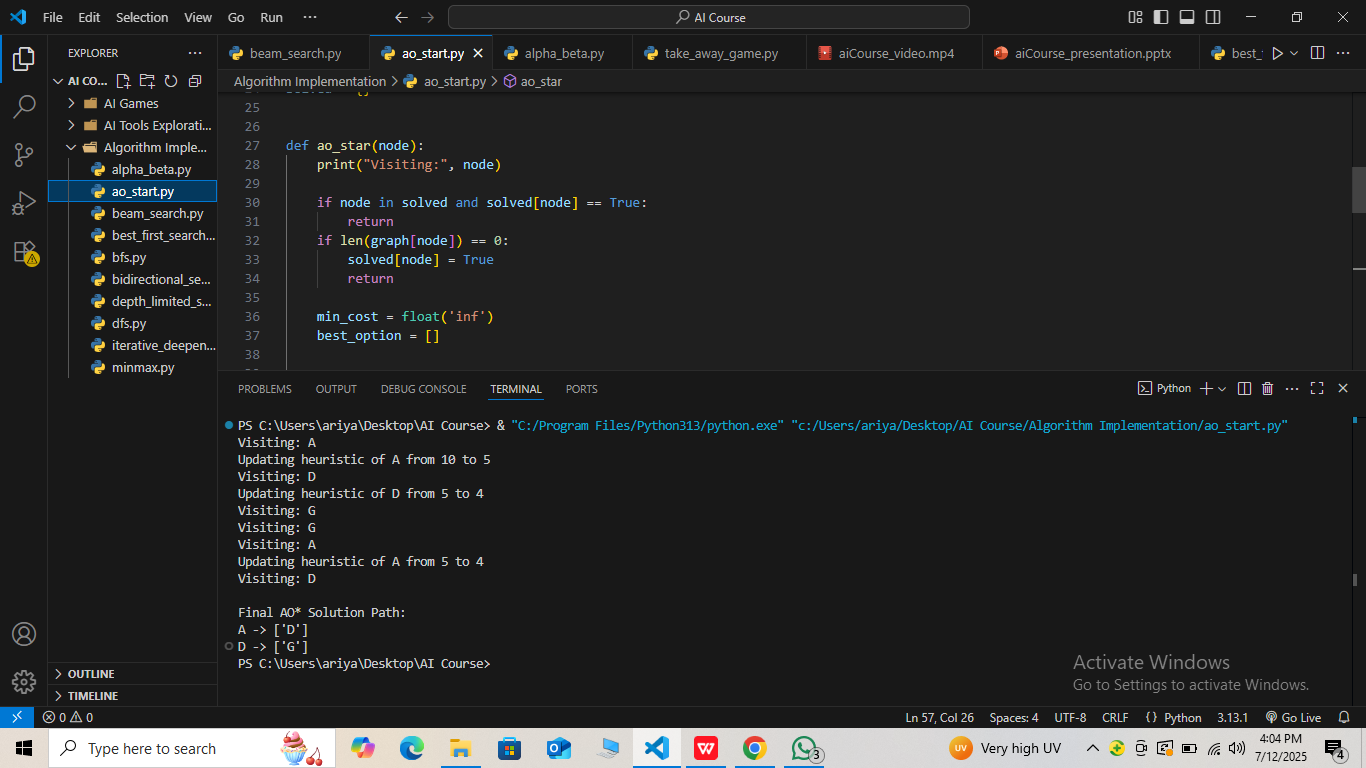 File Edit Selection View Go Run ··· AI Course
EXPLORER ···
AI CO...
AI Games
AI Tools Explorati...
Algorithm Imple...
alpha_beta.py
ao_start.py
beam_search.py
best_first_search...
bfs.py
bidirectional_se...
depth_limited_s...
dfs.py
iterative_deepen...
minmax.py
OUTLINE
TIMELINE
beam_search.py ao_start.py alpha_beta.py take_away_game.py aiCourse_video.mp4 aiCourse_presentation.pptx best_
Algorithm Implementation > ao_start.py > ao_star
25
26
27 def ao_star(node):
28 print("Visiting:", node)
29
30 if node in solved and solved[node] == True:
31 return
32 if len(graph[node]) == 0:
33 solved[node] = True
34 return
35
36 min_cost = float('inf')
37 best_option = []
38
PROBLEMS OUTPUT DEBUG CONSOLE TERMINAL PORTS Python
PS C:\Users\ariya\Desktop\AI Course> & "C:/Program Files/Python313/python.exe" "c:/Users/ariya/Desktop/AI Course/Algorithm Implementation/ao_start.py"
Visiting: A
Updating heuristic of A from 10 to 5
Visiting: D
Updating heuristic of D from 5 to 4
Visiting: G
Visiting: G
Visiting: A
Updating heuristic of A from 5 to 4
Visiting: D
Final AO* Solution Path:
A -> ['D']
D -> ['G']
PS C:\Users\ariya\Desktop\AI Course>
Activate Windows
Go to Settings to activate Windows.
0 0 Ln 57, Col 26 Spaces: 4 UTF-8 CRLF {} Python 3.13.1 Go Live
Type here to search UV Very high UV 4:04 PM
3 7/12/2025 4